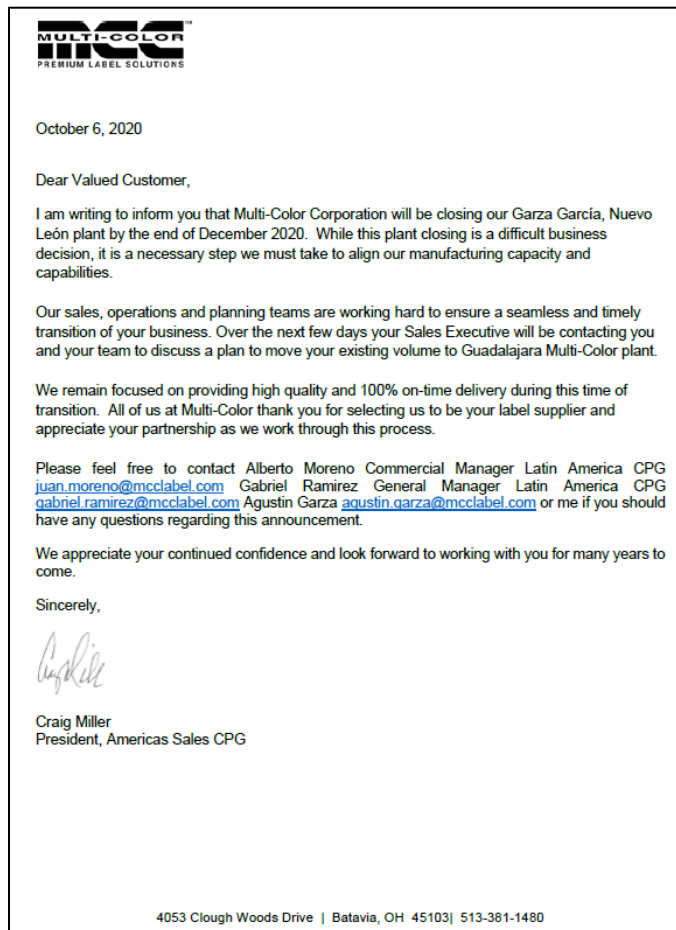 MULTI-COLOR
mcc™
PREMIUM LABEL SOLUTIONS
October 6, 2020
Dear Valued Customer,
I am writing to inform you that Multi-Color Corporation will be closing our Garza García, Nuevo
León plant by the end of December 2020.  While this plant closing is a difficult business
decision, it is a necessary step we must take to align our manufacturing capacity and
capabilities.
Our sales, operations and planning teams are working hard to ensure a seamless and timely
transition of your business. Over the next few days your Sales Executive will be contacting you
and your team to discuss a plan to move your existing volume to Guadalajara Multi-Color plant.
We remain focused on providing high quality and 100% on-time delivery during this time of
transition.  All of us at Multi-Color thank you for selecting us to be your label supplier and
appreciate your partnership as we work through this process.
Please feel free to contact Alberto Moreno Commercial Manager Latin America CPG
juan.moreno@mcclabel.com Gabriel Ramirez General Manager Latin America CPG
gabriel.ramirez@mcclabel.com Agustin Garza agustin.garza@mcclabel.com or me if you should
have any questions regarding this announcement.
We appreciate your continued confidence and look forward to working with you for many years to
come.
Sincerely,
Craig Miller
President, Americas Sales CPG
4053 Clough Woods Drive | Batavia, OH 45103| 513-381-1480